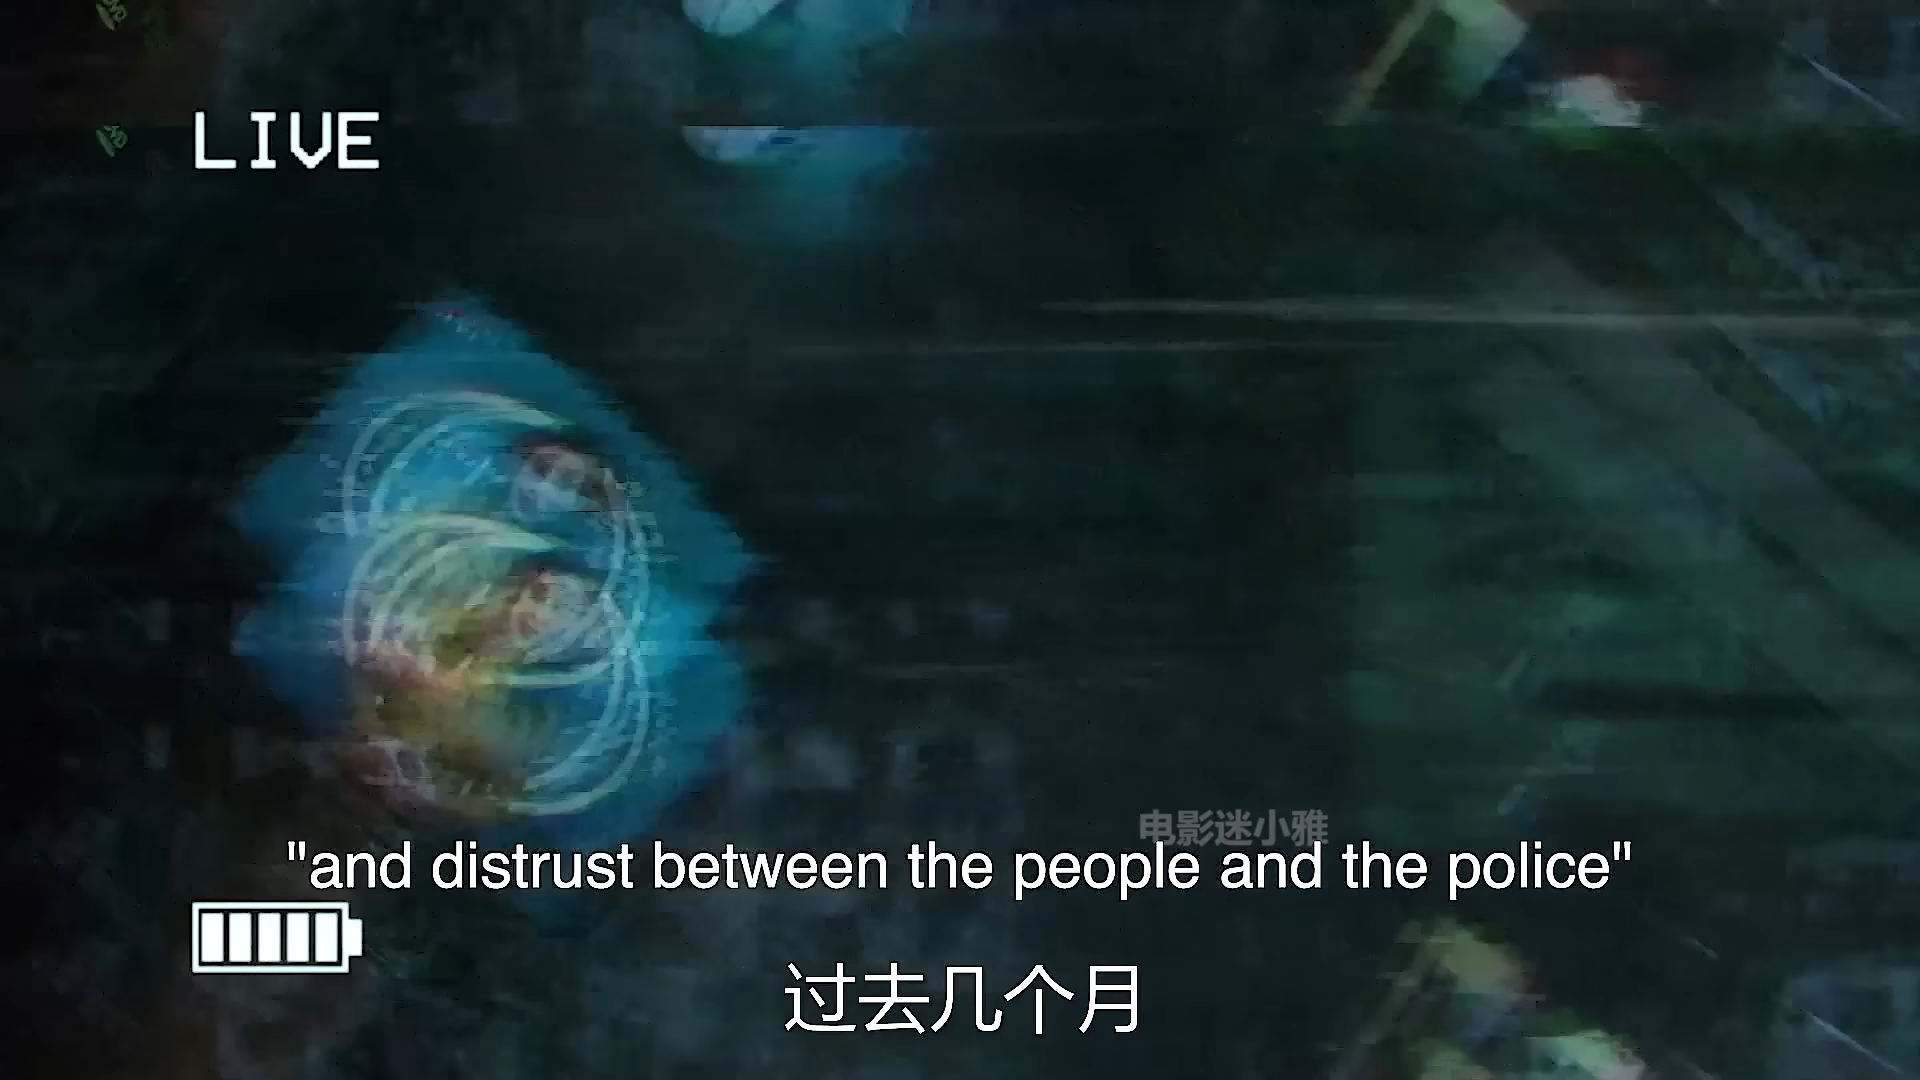 LIVE
电影迷小雅
"and distrust between the people and the police"
过去几个月